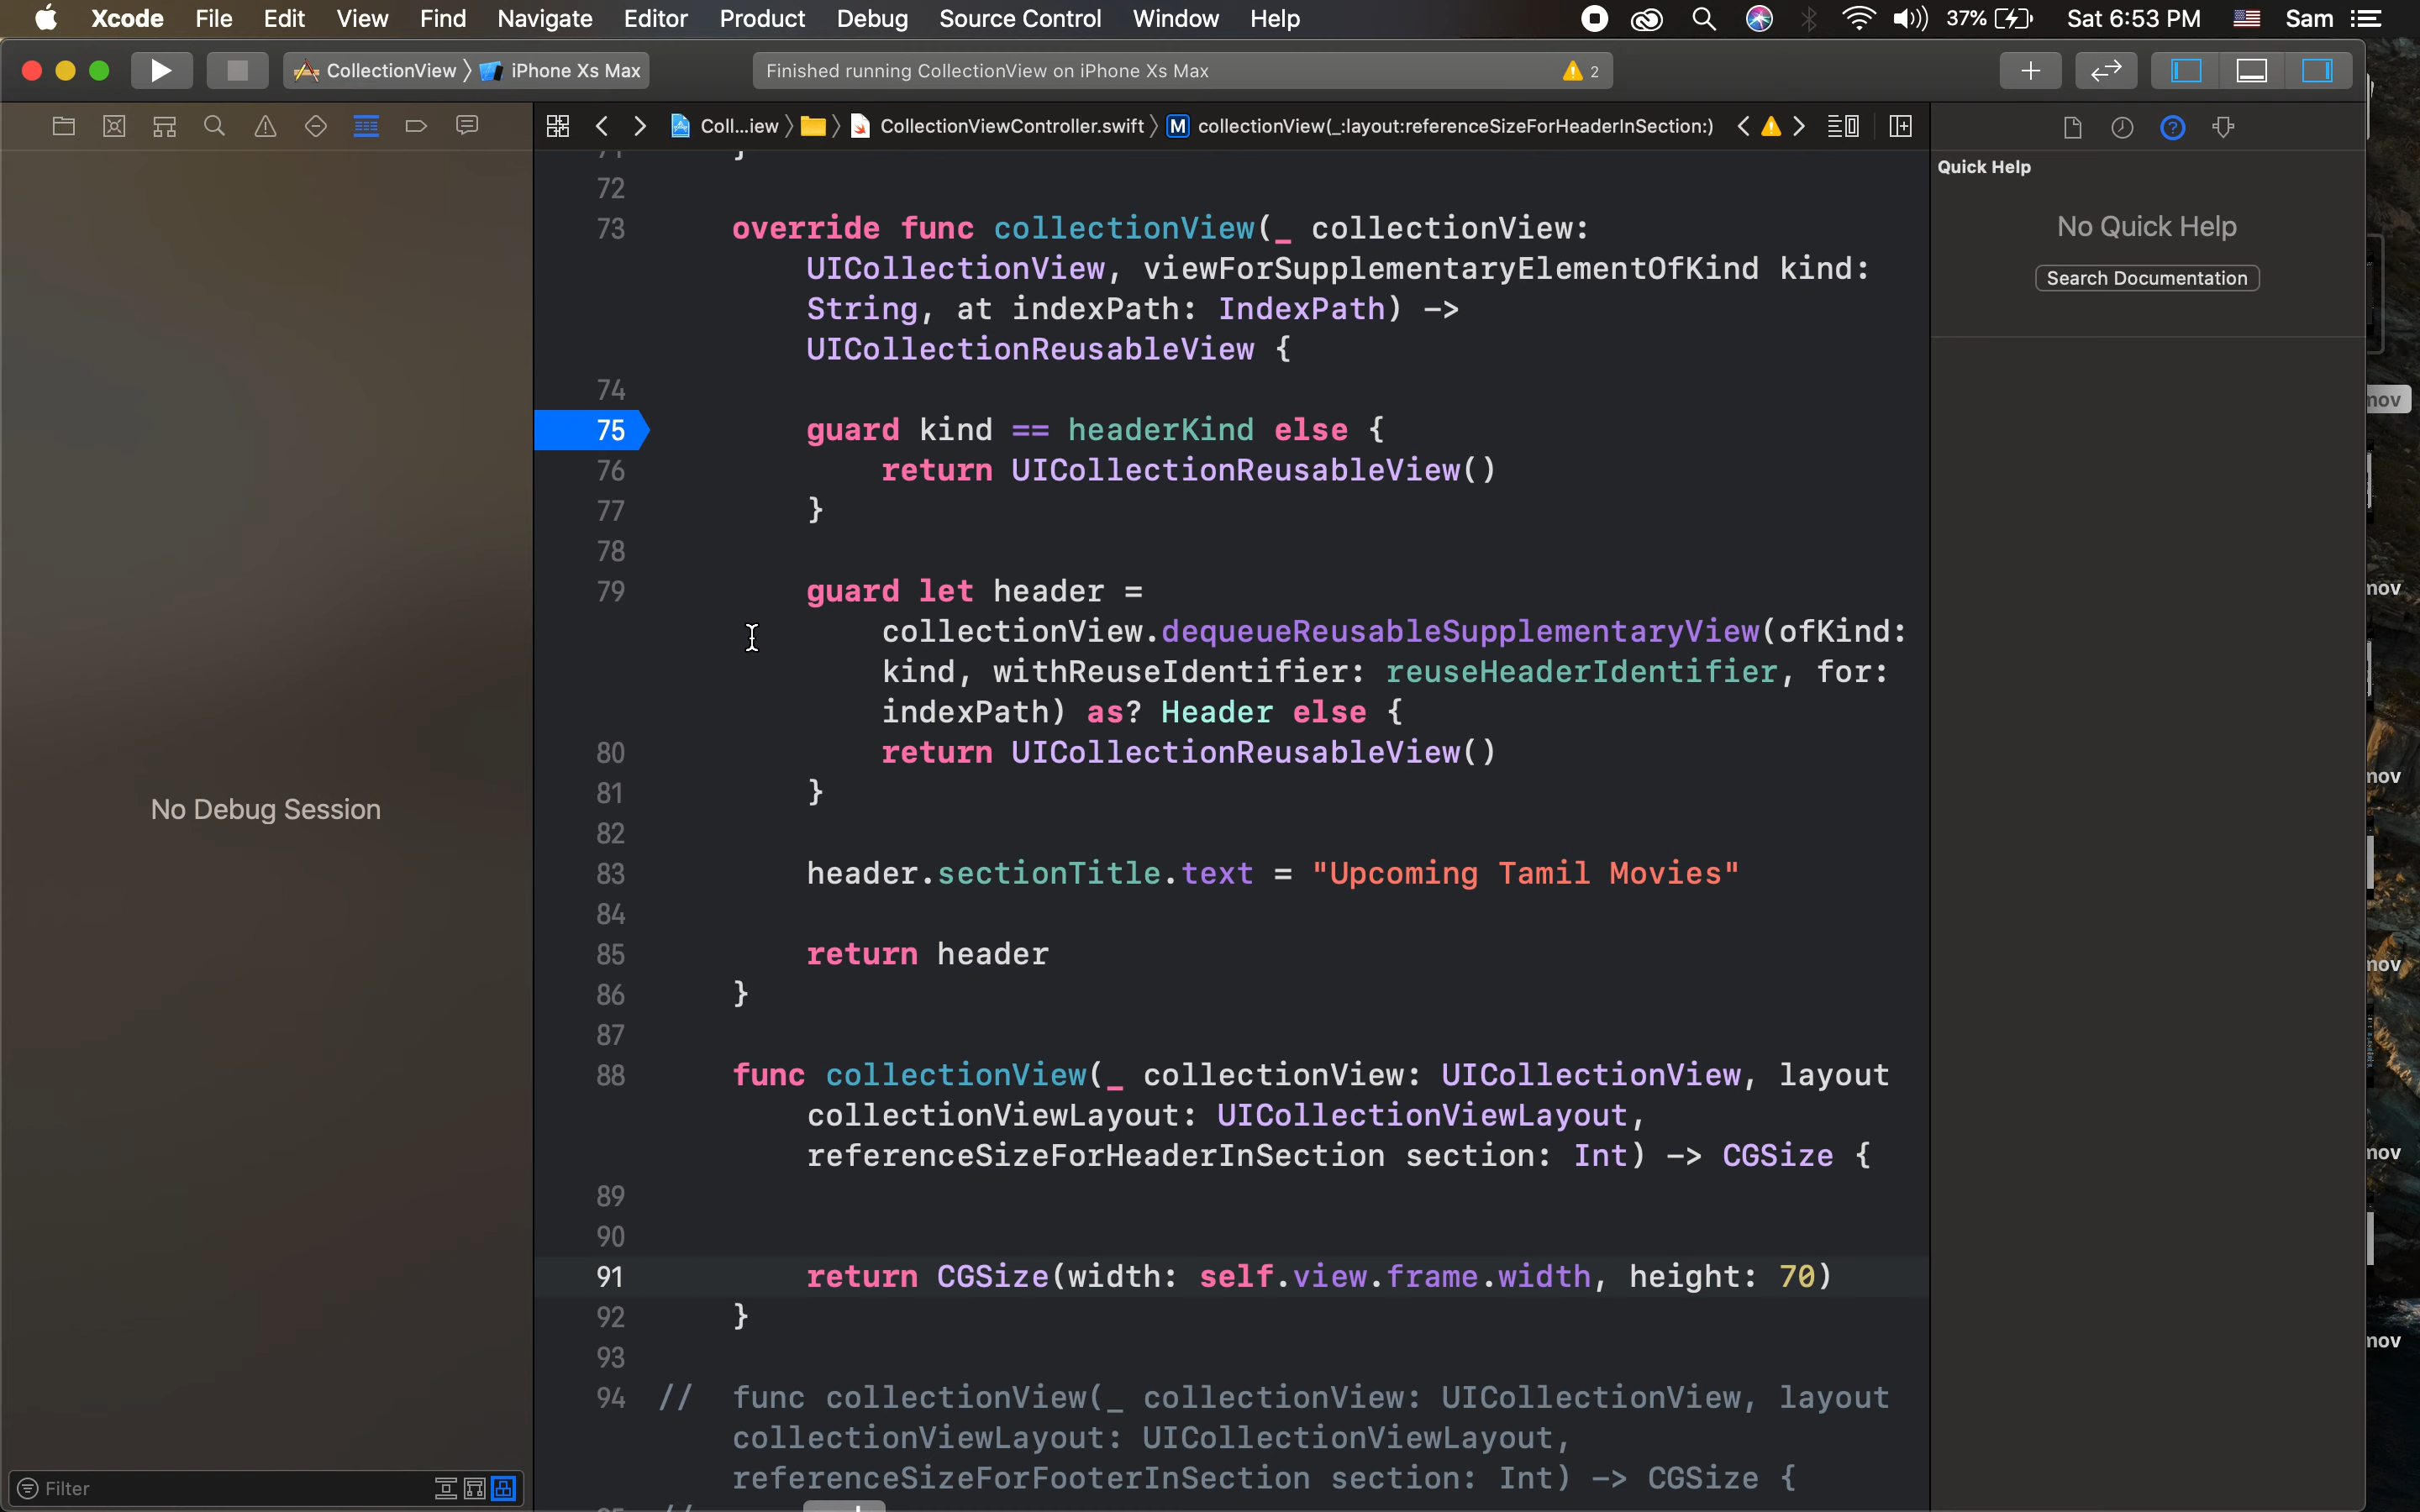 Xcode File Edit View Find Navigate Editor Product Debug Source Control Window Help 37% Sat 6:53 PM Sam
CollectionView iPhone Xs Max Finished running CollectionView on iPhone Xs Max 2
Coll...iew CollectionViewController.swift M collectionView(_:layout:referenceSizeForHeaderInSection:)
Quick Help
No Quick Help
Search Documentation
No Debug Session
Filter
71 }
72
73 override func collectionView(_ collectionView:
UICollectionView, viewForSupplementaryElementOfKind kind:
String, at indexPath: IndexPath) ->
UICollectionReusableView {
74
75 guard kind == headerKind else {
76 return UICollectionReusableView()
77 }
78
79 guard let header =
collectionView.dequeueReusableSupplementaryView(ofKind:
kind, withReuseIdentifier: reuseHeaderIdentifier, for:
indexPath) as? Header else {
80 return UICollectionReusableView()
81 }
82
83 header.sectionTitle.text = "Upcoming Tamil Movies"
84
85 return header
86 }
87
88 func collectionView(_ collectionView: UICollectionView, layout
collectionViewLayout: UICollectionViewLayout,
referenceSizeForHeaderInSection section: Int) -> CGSize {
89
90
91 return CGSize(width: self.view.frame.width, height: 70)
92 }
93
94 // func collectionView(_ collectionView: UICollectionView, layout
collectionViewLayout: UICollectionViewLayout,
referenceSizeForFooterInSection section: Int) -> CGSize {
mov
mov
mov
mov
mov
mov